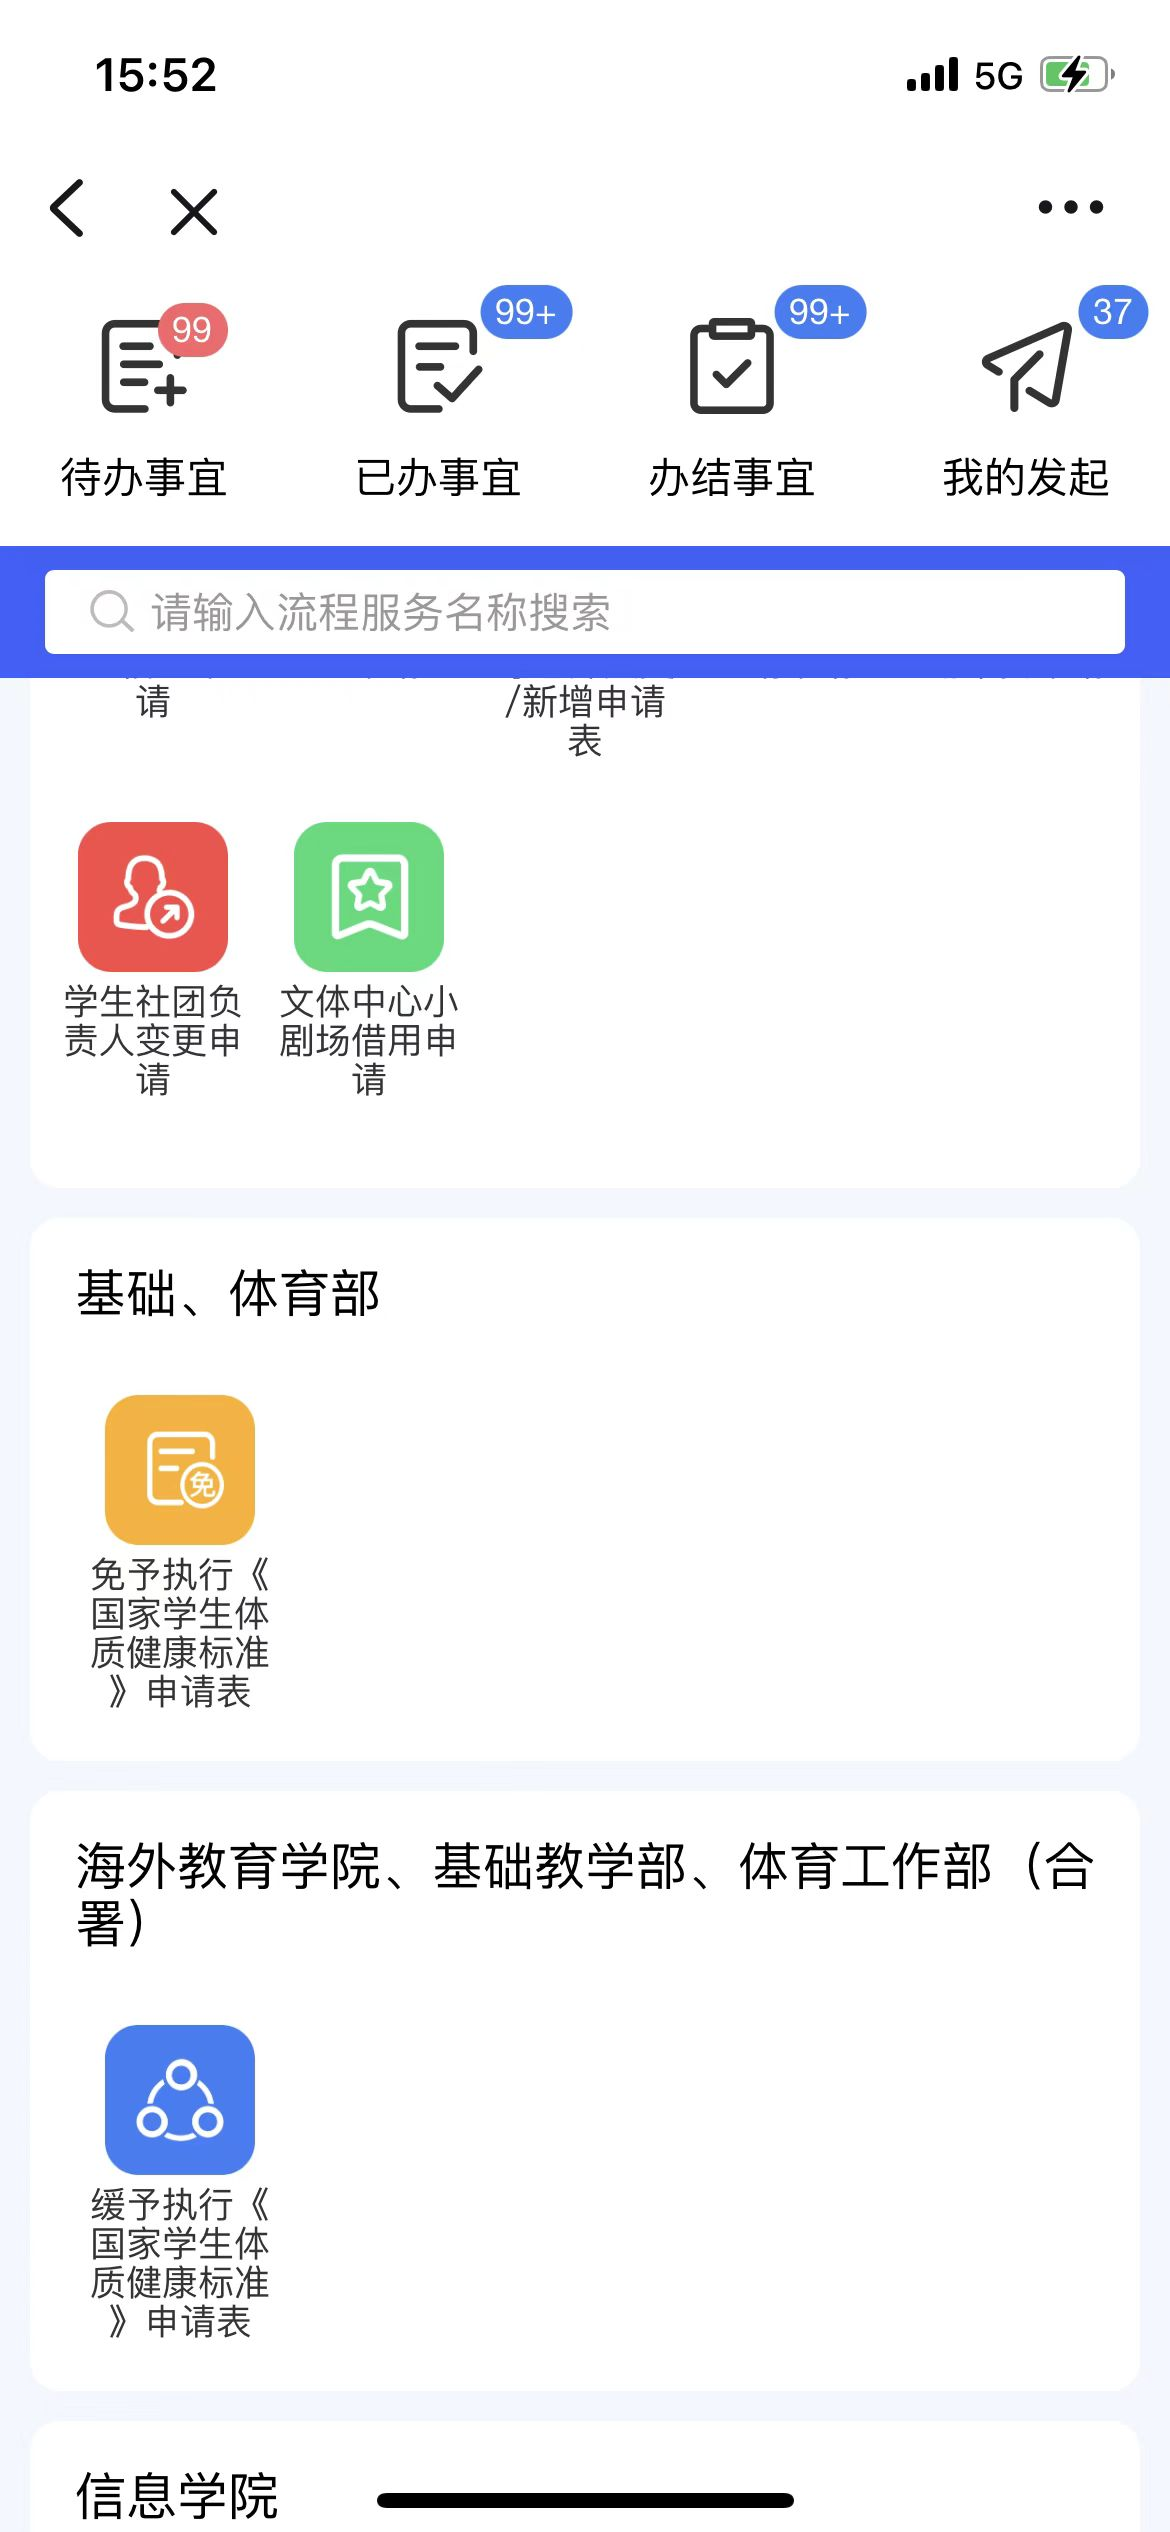 15:52
5G
99
99+
99+
37
待办事宜
已办事宜
办结事宜
我的发起
请输入流程服务名称搜索
请
/新增申请
表
学生社团负
责人变更申
请
文体中心小
剧场借用申
请
基础、体育部
免
免予执行《
国家学生体
质健康标准
》申请表
海外教育学院、基础教学部、体育工作部（合
署）
缓予执行《
国家学生体
质健康标准
》申请表
信息学院